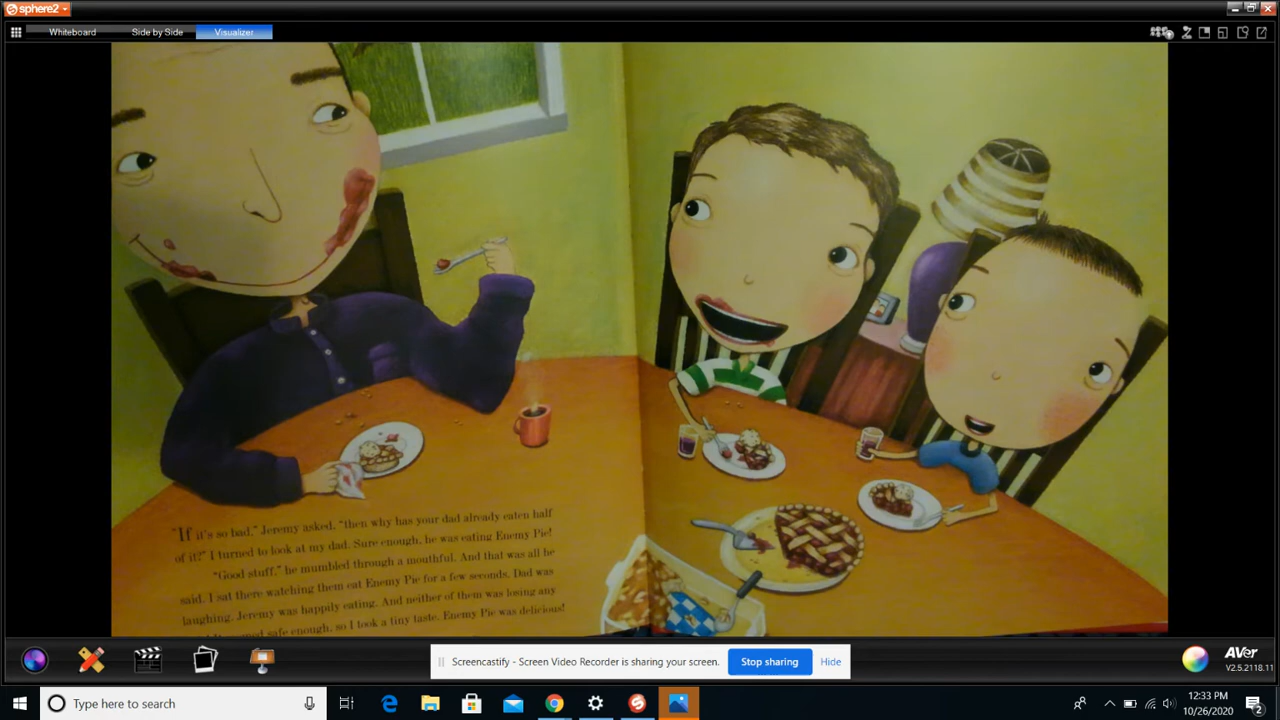 sphere2
Whiteboard
Side by Side
Visualizer
"If it's so bad," Jeremy asked, "then why has your dad already eaten half
of it?" I turned to look at my dad. Sure enough, he was eating Enemy Pie!
"Good stuff," he mumbled through a mouthful. And that was all he
said. I sat there watching them eat Enemy Pie for a few seconds. Dad was
laughing. Jeremy was happily eating. And neither of them was losing any
safe enough, so I took a tiny taste. Enemy Pie was delicious!
Screencastify - Screen Video Recorder is sharing your screen.
Stop sharing
Hide
AVer
V2.5.2118.11
Type here to search
12:33 PM
10/26/2020
2